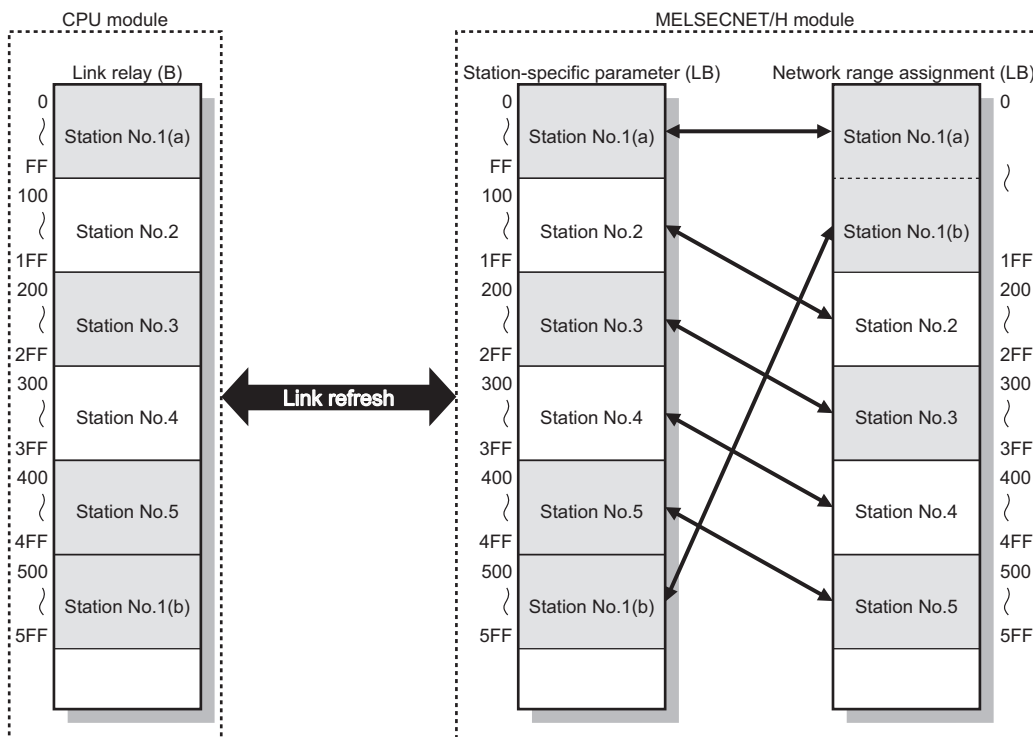 CPU module
MELSECNET/H module
Link relay (B)
Station-specific parameter (LB)
Network range assignment (LB)
0
Station No.1(a)
FF
100
Station No.2
1FF
200
Station No.3
2FF
300
Station No.4
3FF
400
Station No.5
4FF
500
Station No.1(b)
5FF
Link refresh
0
Station No.1(a)
FF
100
Station No.2
1FF
200
Station No.3
2FF
300
Station No.4
3FF
400
Station No.5
4FF
500
Station No.1(b)
5FF
0
Station No.1(a)
Station No.1(b)
1FF
200
Station No.2
2FF
300
Station No.3
3FF
400
Station No.4
4FF
500
Station No.5
5FF